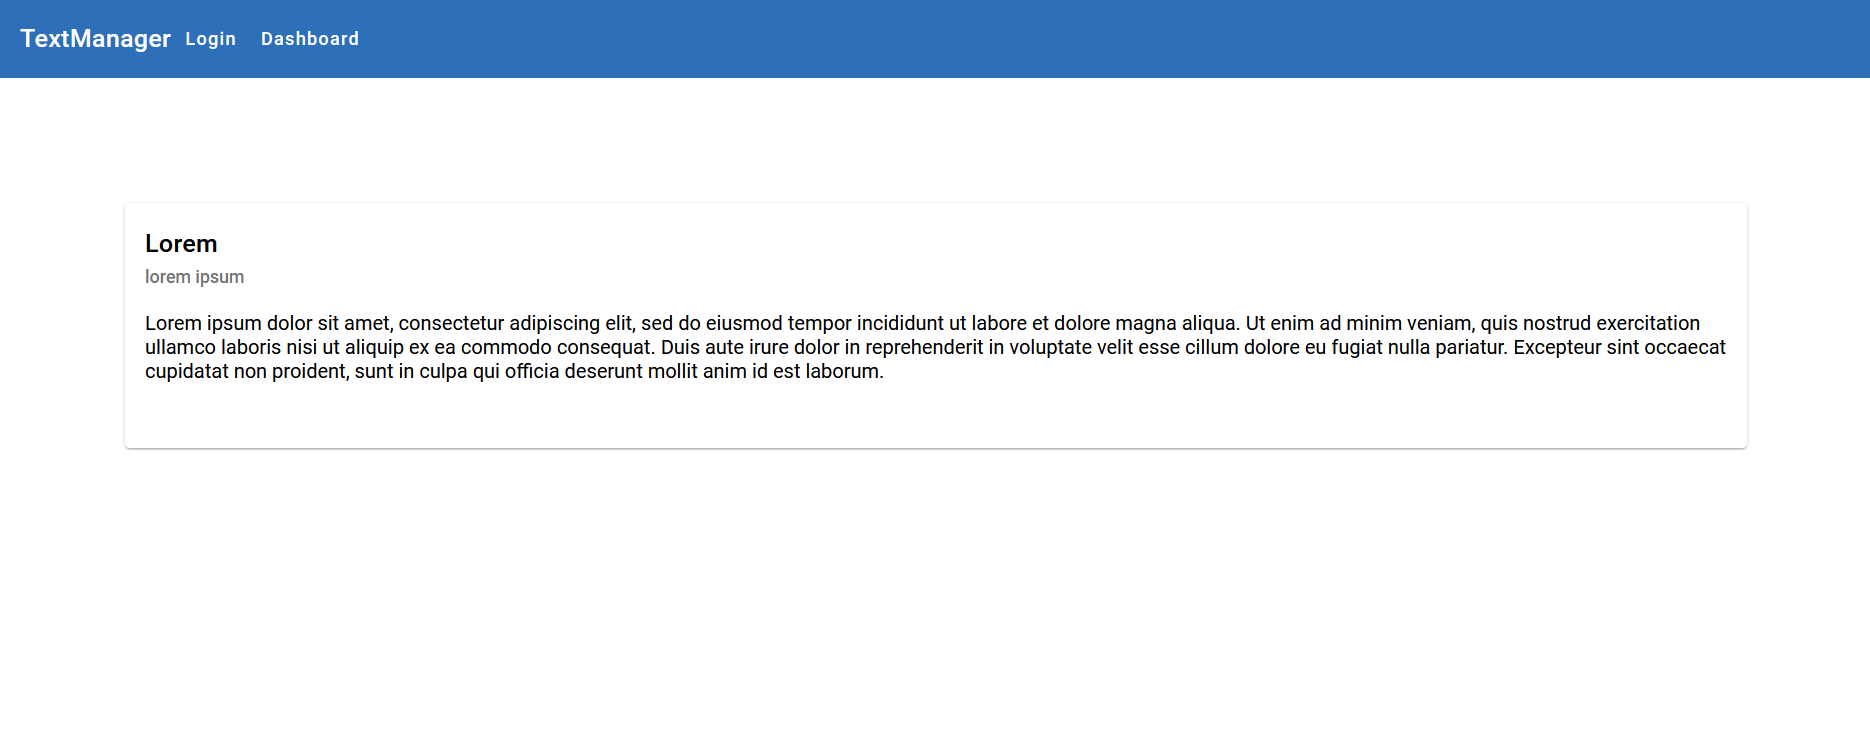 TextManager Login Dashboard
Lorem
lorem ipsum
Lorem ipsum dolor sit amet, consectetur adipiscing elit, sed do eiusmod tempor incididunt ut labore et dolore magna aliqua. Ut enim ad minim veniam, quis nostrud exercitation
ullamco laboris nisi ut aliquip ex ea commodo consequat. Duis aute irure dolor in reprehenderit in voluptate velit esse cillum dolore eu fugiat nulla pariatur. Excepteur sint occaecat
cupidatat non proident, sunt in culpa qui officia deserunt mollit anim id est laborum.